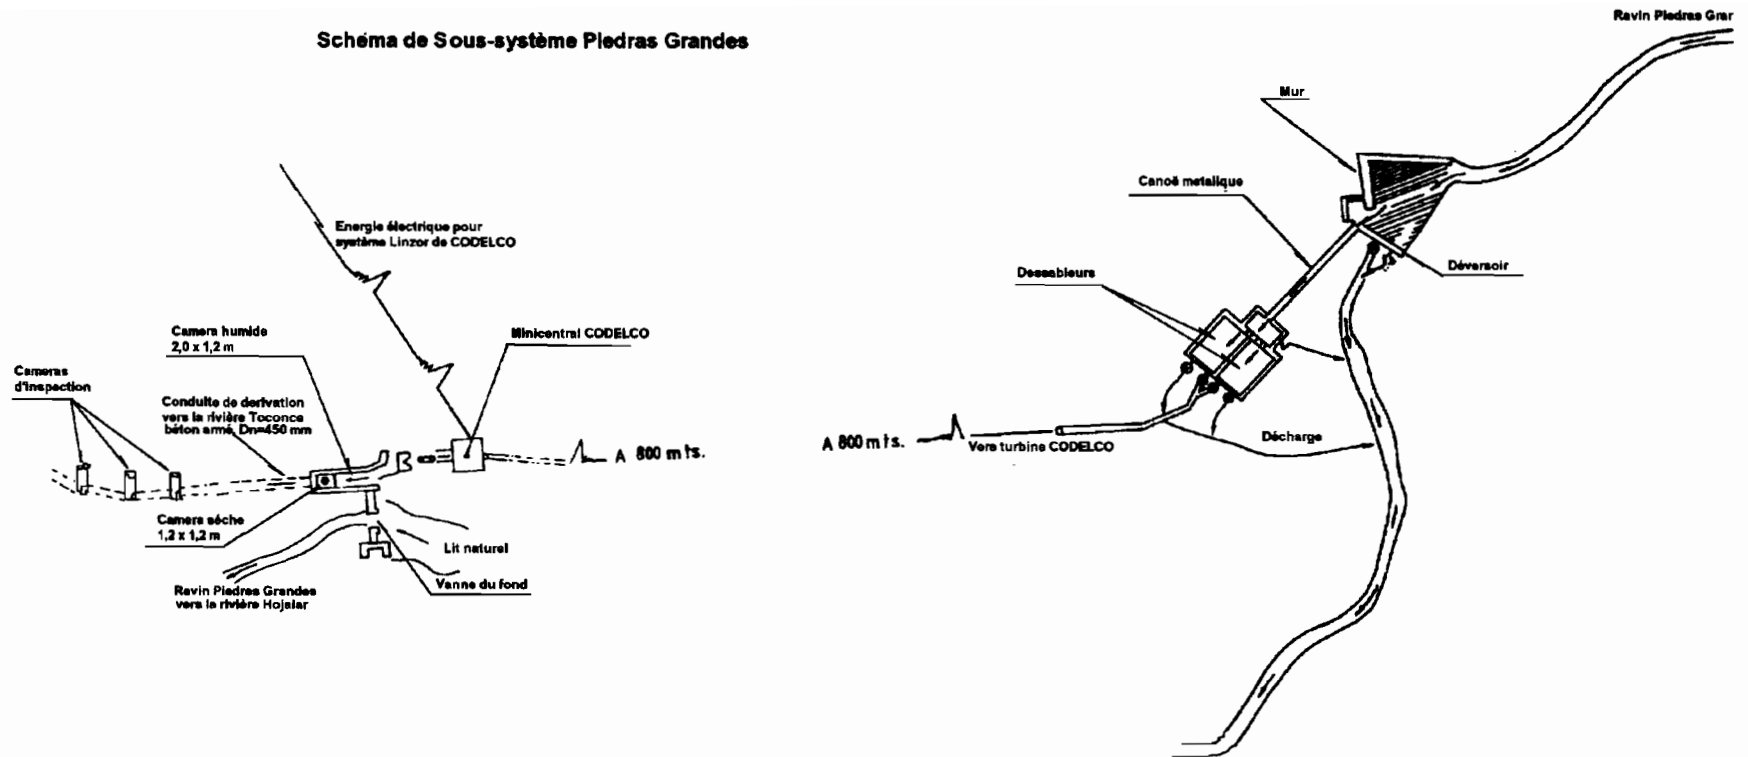 Schéma de Sous-système Piedras Grandes
Energie électrique pour
système Linzor de CODELCO
Camera humide
2,0 x 1,2 m
Minicentral CODELCO
Cameras
d'inspection
Conduite de derivation
vers la rivière Toconce
béton armé, Dn=450 mm
A 800 mts.
Camera séche
1,2 x 1,2 m
Lit naturel
Vanne du fond
Ravin Piedras Grandes
vers la rivière Hojalar
Ravin Piedras Grar
Mur
Canoë metalique
Dessableurs
Déversoir
Décharge
A 800 mts.
Vers turbine CODELCO